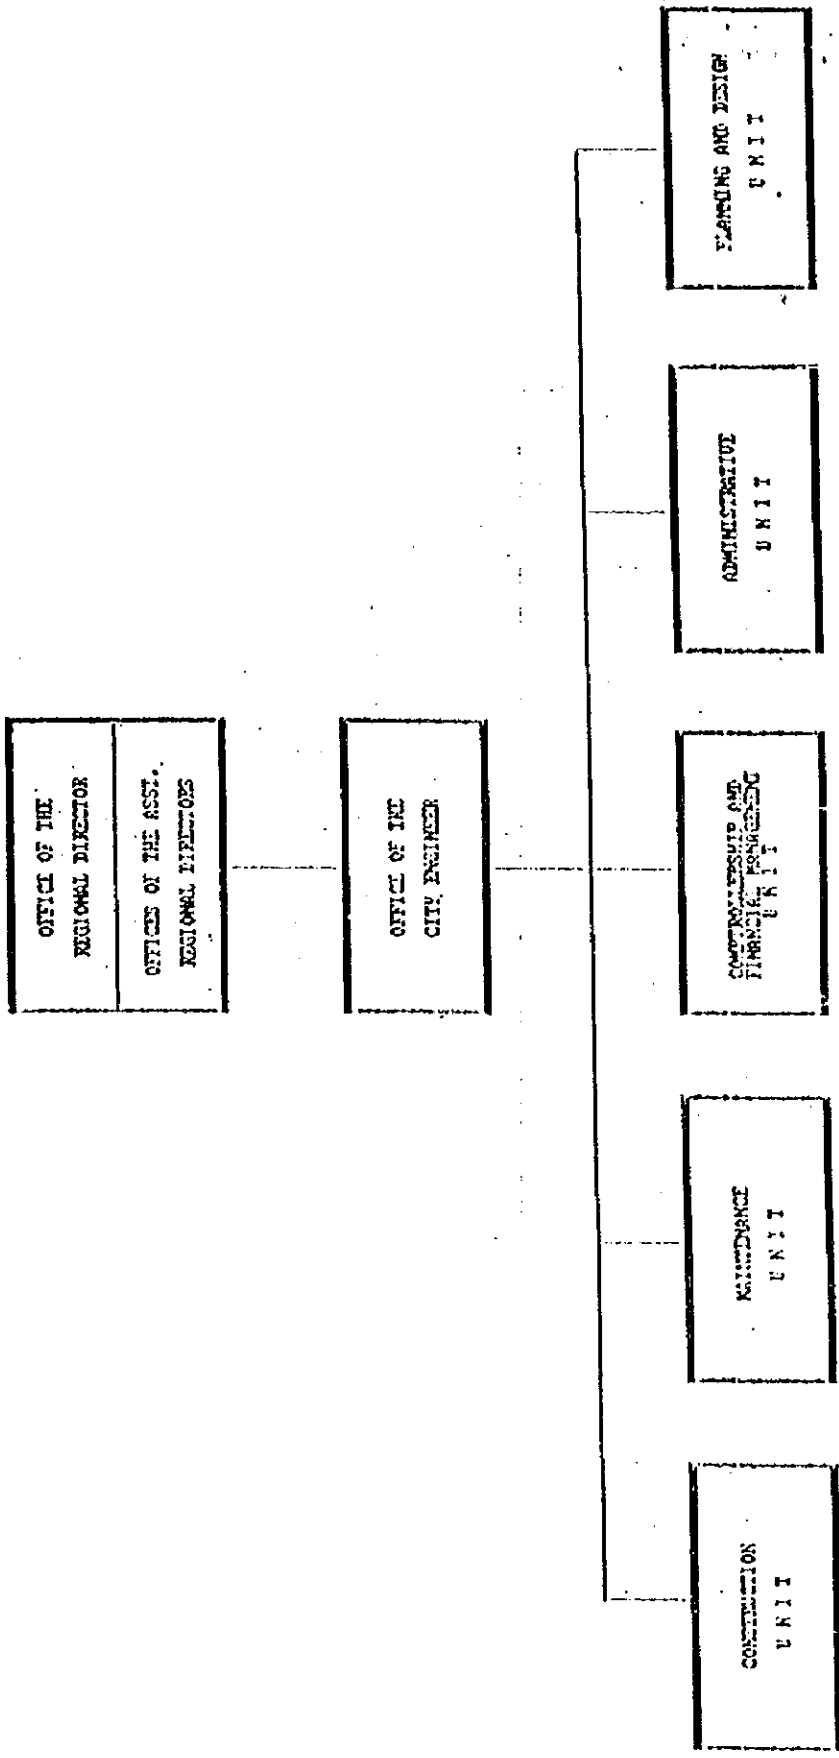 OFFICE OF THE
REGIONAL DIRECTOR
OFFICES OF THE ASST.
REGIONAL DIRECTORS
OFFICE OF THE
CITY ENGINEER
CONSTRUCTION
UNIT
MAINTENANCE
UNIT
COMPTROLLERSHIP AND
FINANCIAL MANAGEMENT
UNIT
ADMINISTRATIVE
UNIT
PLANNING AND DESIGN
UNIT